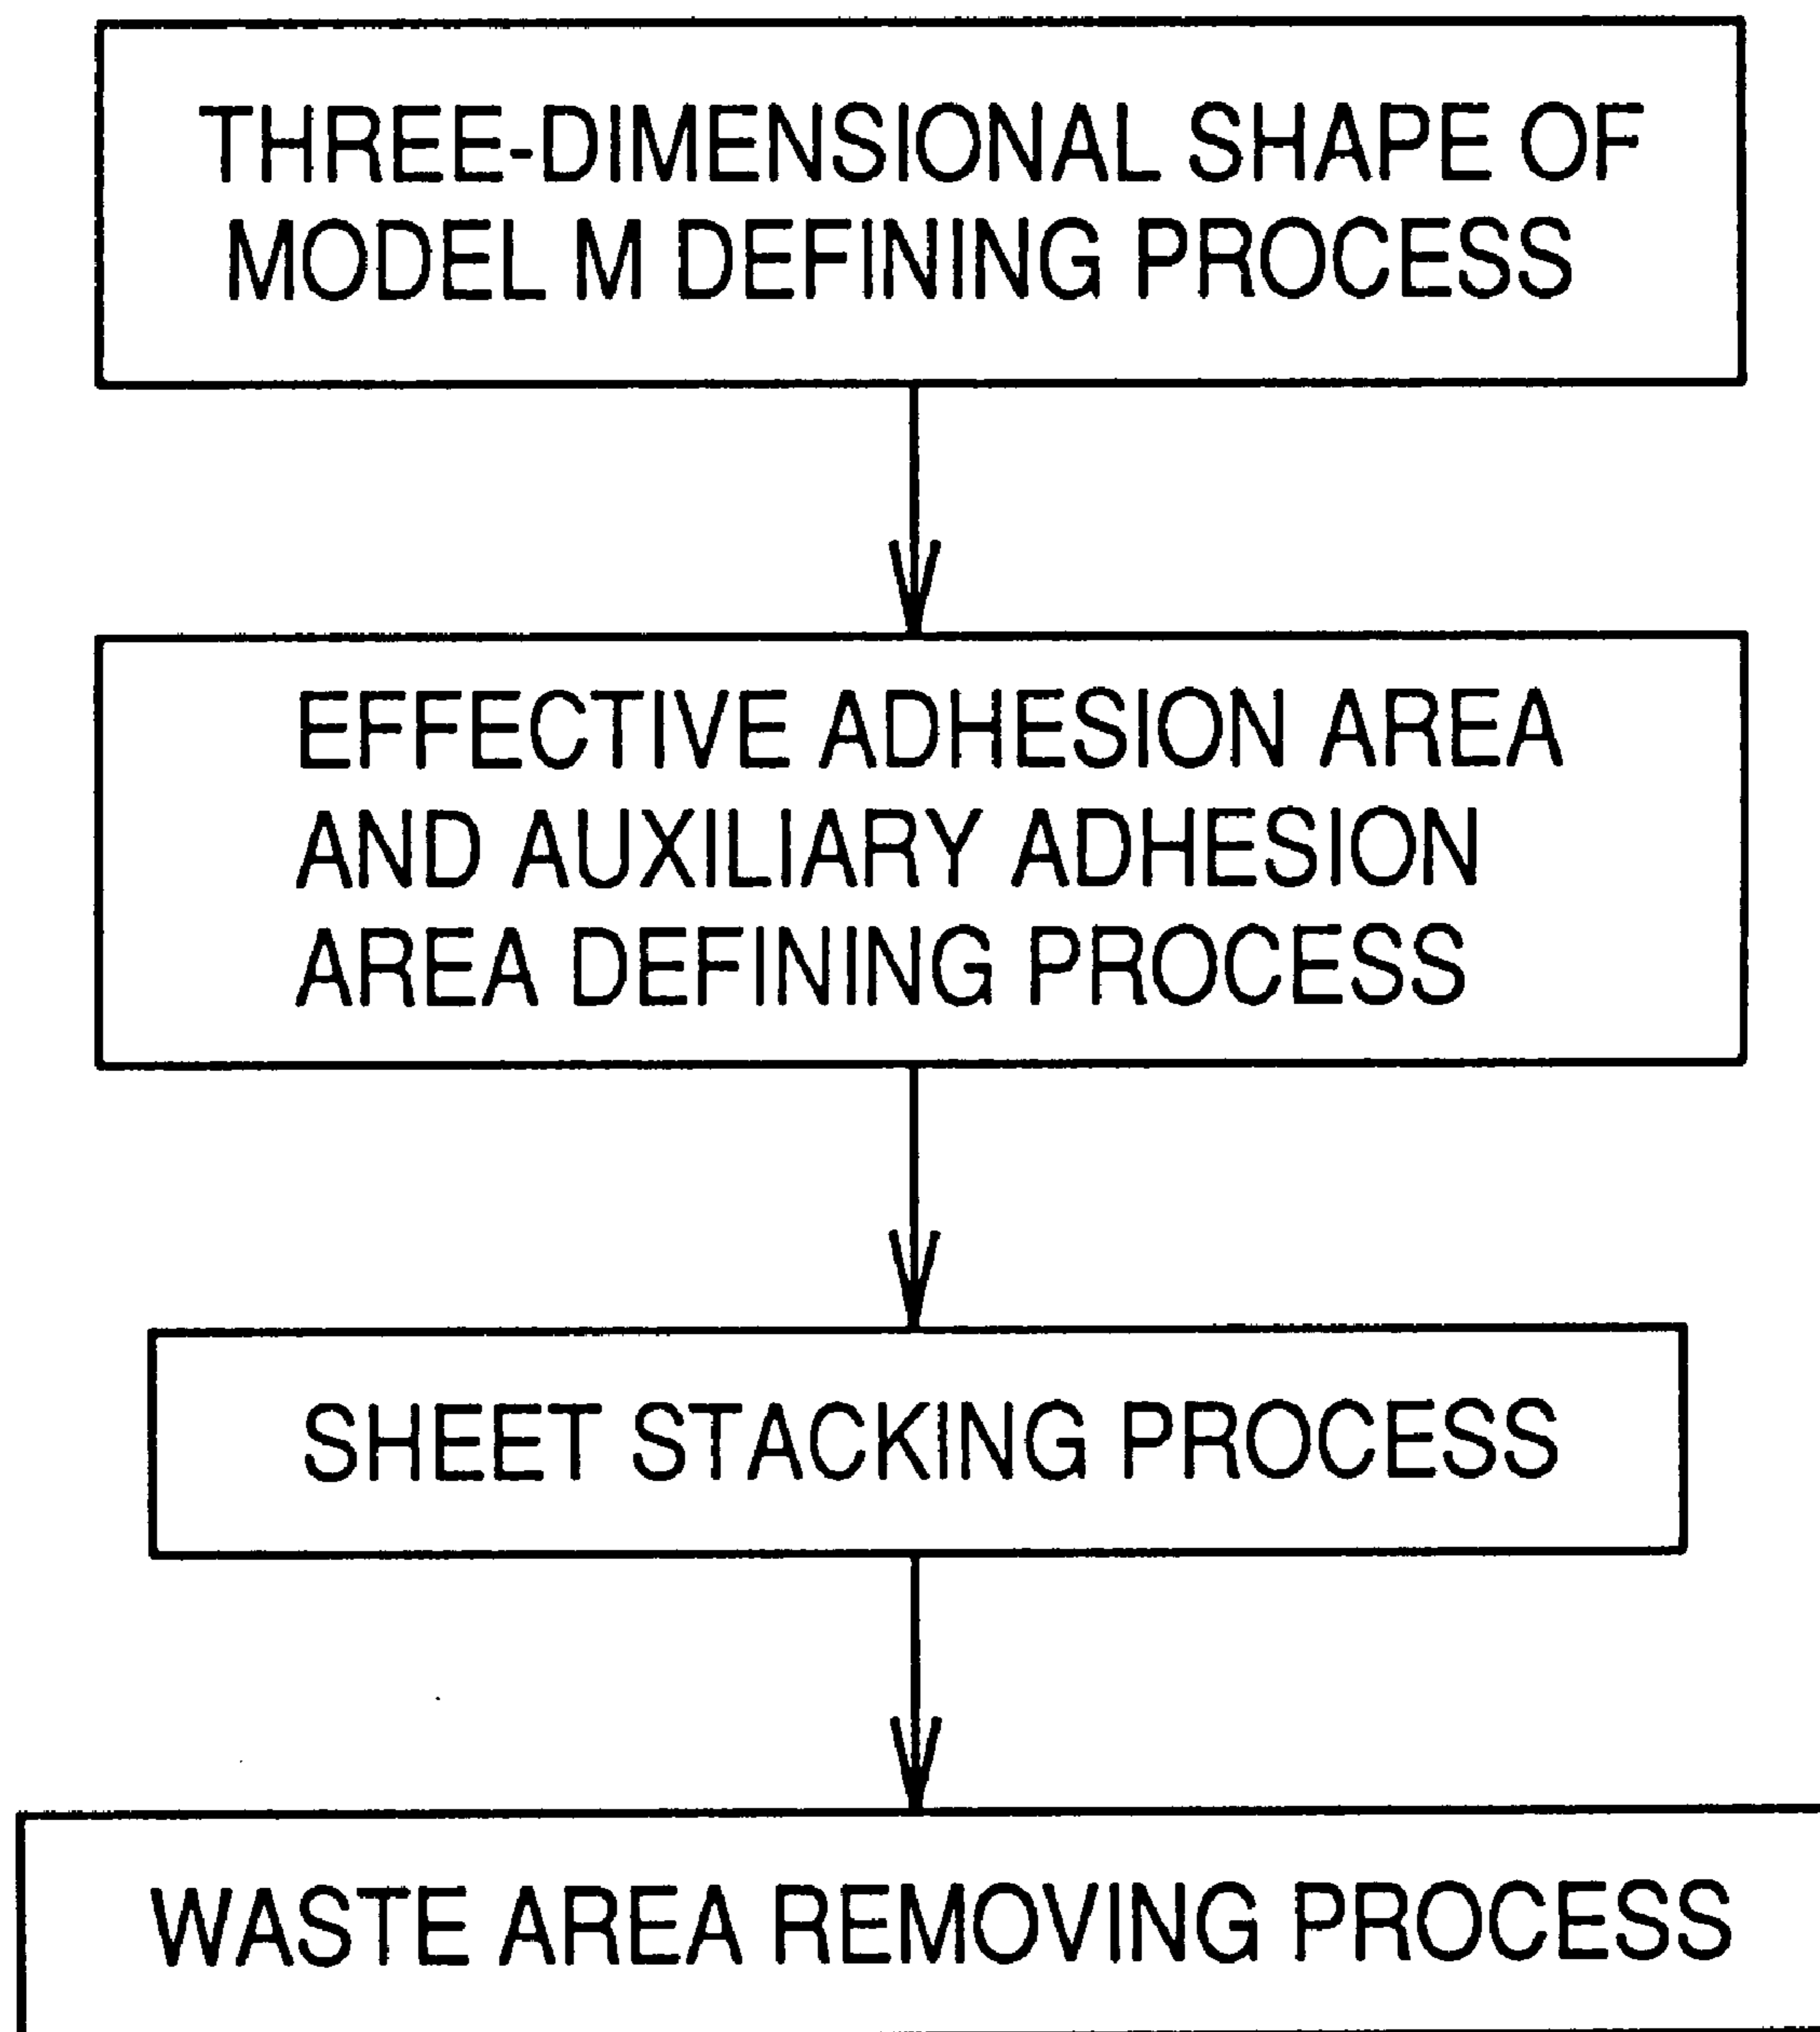 THREE-DIMENSIONAL SHAPE OF
MODEL M DEFINING PROCESS
EFFECTIVE ADHESION AREA
AND AUXILIARY ADHESION
AREA DEFINING PROCESS
SHEET STACKING PROCESS
WASTE AREA REMOVING PROCESS